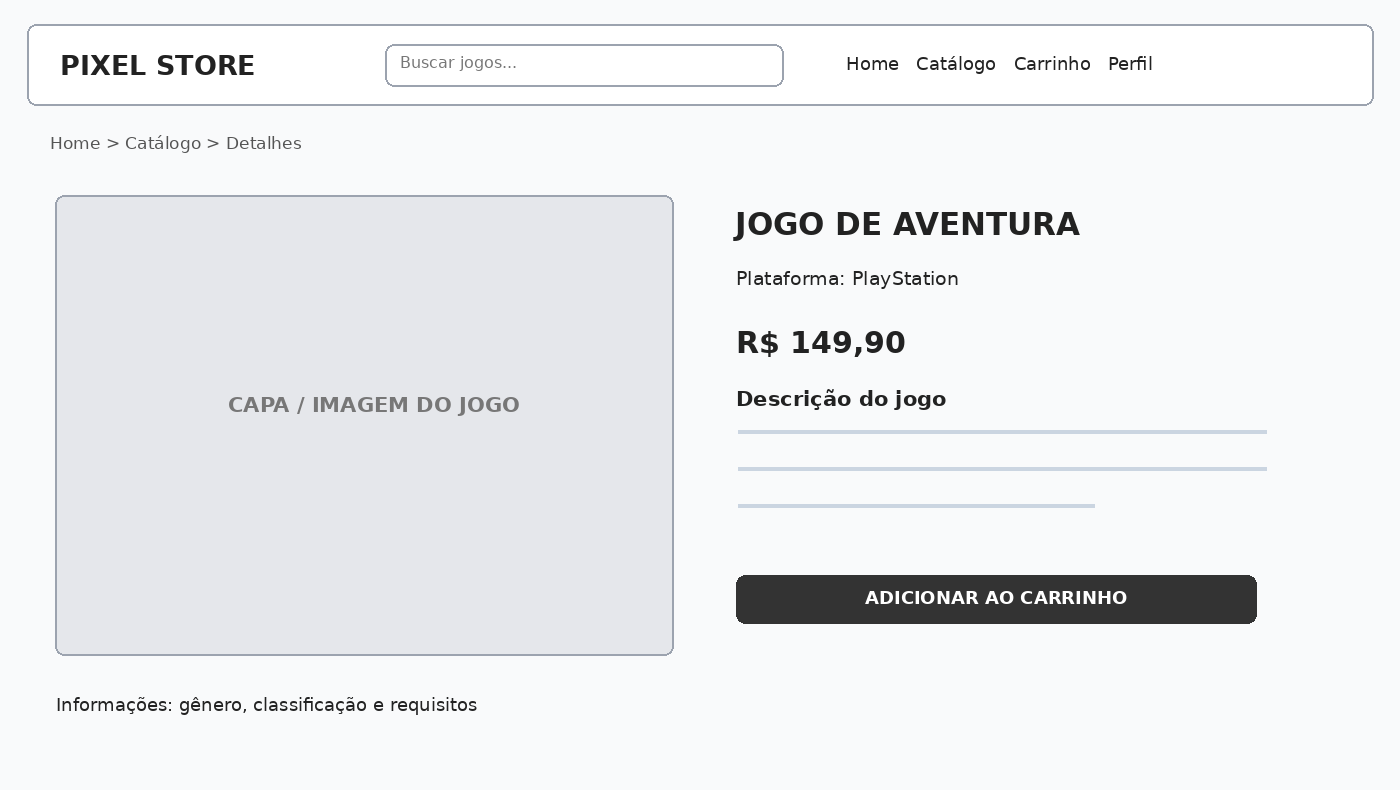 PIXEL STORE
Buscar jogos...
Home Catálogo Carrinho Perfil
Home > Catálogo > Detalhes
CAPA / IMAGEM DO JOGO
JOGO DE AVENTURA
Plataforma: PlayStation
R$ 149,90
Descrição do jogo
ADICIONAR AO CARRINHO
Informações: gênero, classificação e requisitos